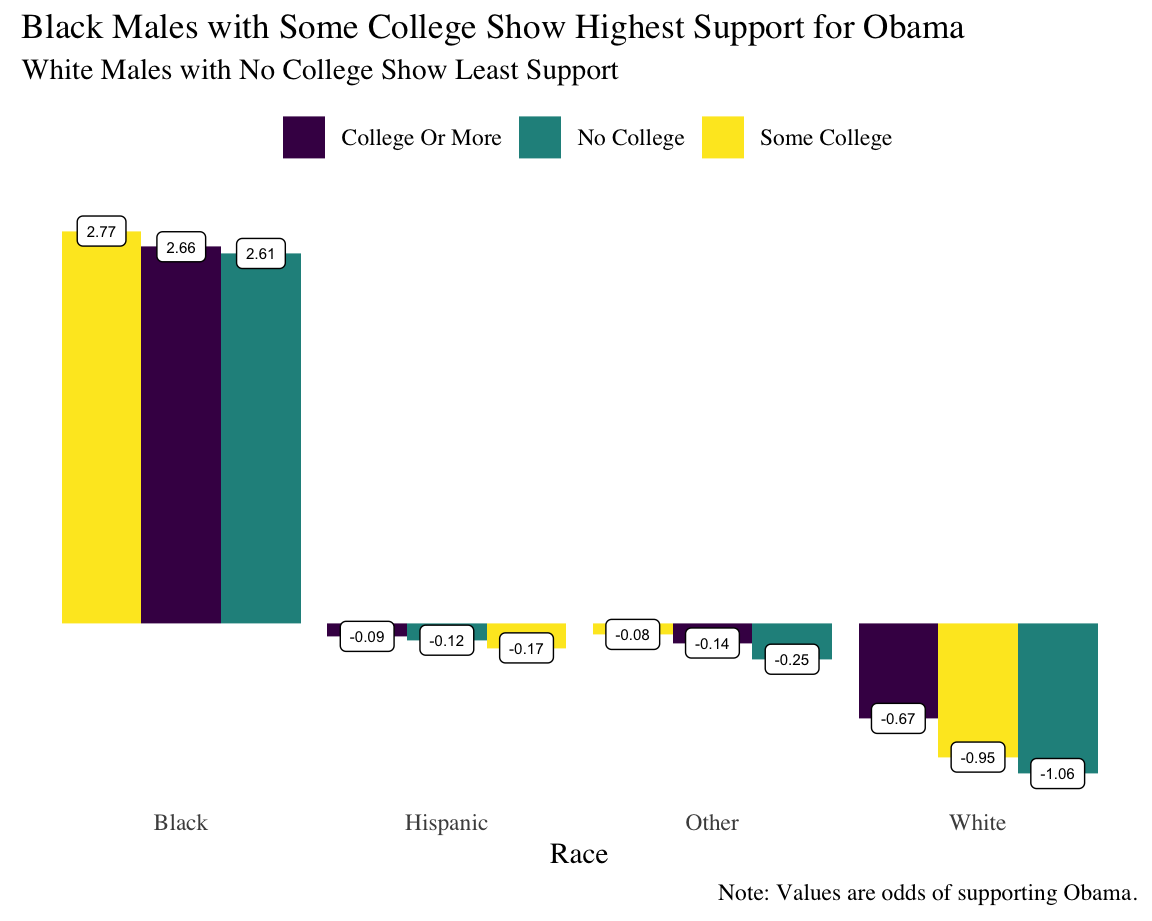 Black Males with Some College Show Highest Support for Obama
White Males with No College Show Least Support
College Or More No College Some College
2.77 2.66 2.61
-0.09 -0.12 -0.17 -0.08 -0.14 -0.25
-0.67 -0.95 -1.06
Black Hispanic Other White
Race
Note: Values are odds of supporting Obama.